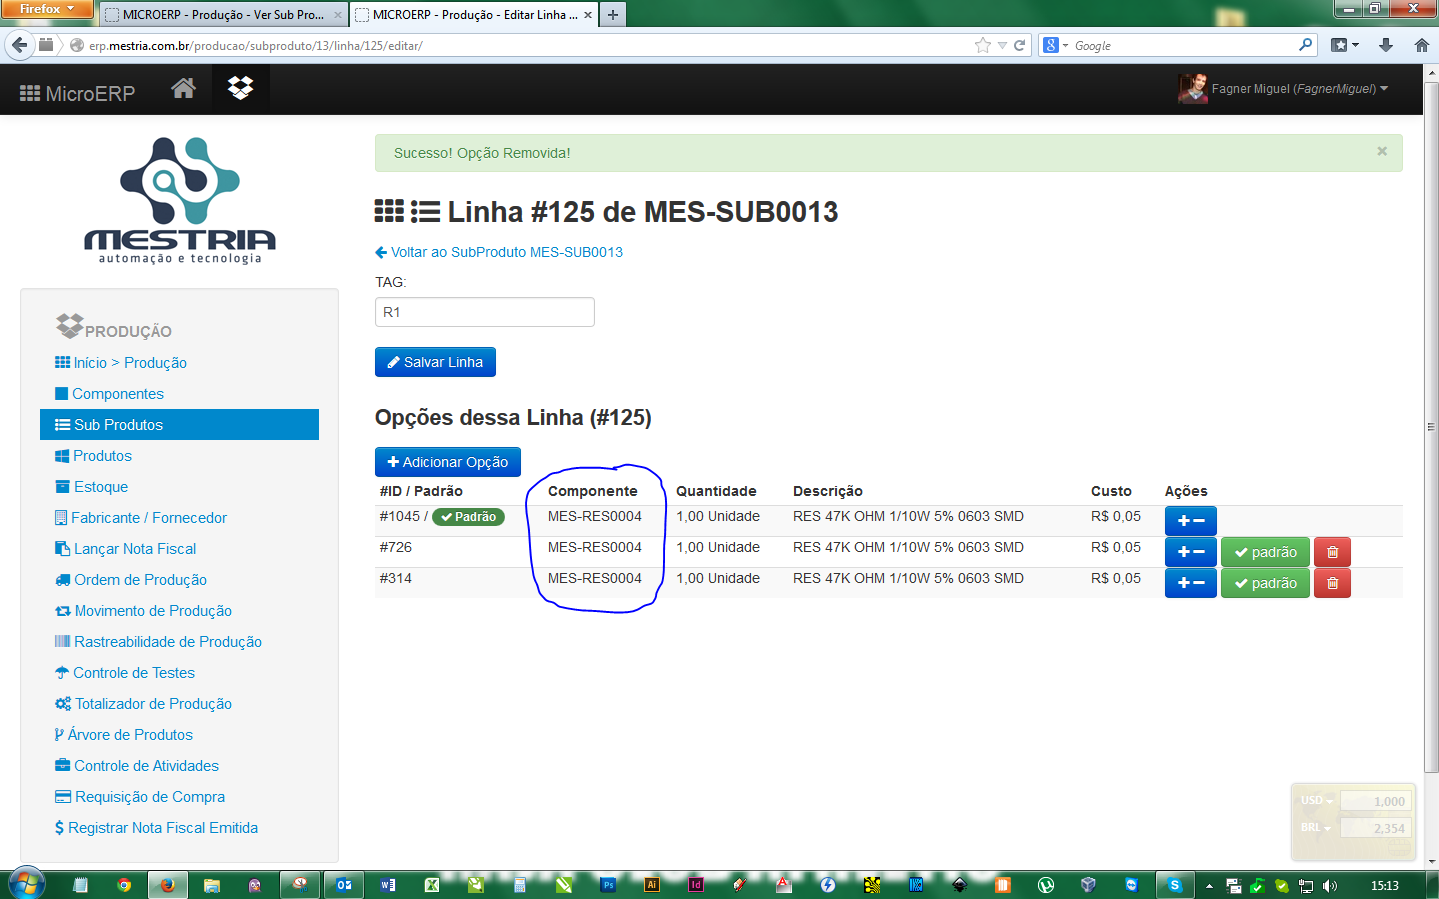 Firefox
MICROERP - Produção - Ver Sub Pro...
MICROERP - Produção - Editar Linha ...
erp.mestria.com.br/producao/subproduto/13/linha/125/editar/
Google
MicroERP
Fagner Miguel (FagnerMiguel)
MESTRIA
automação e tecnologia
PRODUÇÃO
Início > Produção
Componentes
Sub Produtos
Produtos
Estoque
Fabricante / Fornecedor
Lançar Nota Fiscal
Ordem de Produção
Movimento de Produção
Rastreabilidade de Produção
Controle de Testes
Totalizador de Produção
Árvore de Produtos
Controle de Atividades
Requisição de Compra
Registrar Nota Fiscal Emitida
Sucesso! Opção Removida!
Linha #125 de MES-SUB0013
Voltar ao SubProduto MES-SUB0013
TAG:
R1
Salvar Linha
Opções dessa Linha (#125)
Adicionar Opção
#ID / Padrão Componente Quantidade Descrição Custo Ações
#1045 / Padrão MES-RES0004 1,00 Unidade RES 47K OHM 1/10W 5% 0603 SMD R$ 0,05
#726 MES-RES0004 1,00 Unidade RES 47K OHM 1/10W 5% 0603 SMD R$ 0,05 padrão
#314 MES-RES0004 1,00 Unidade RES 47K OHM 1/10W 5% 0603 SMD R$ 0,05 padrão
USD 1,000
BRL 2,354
15:13